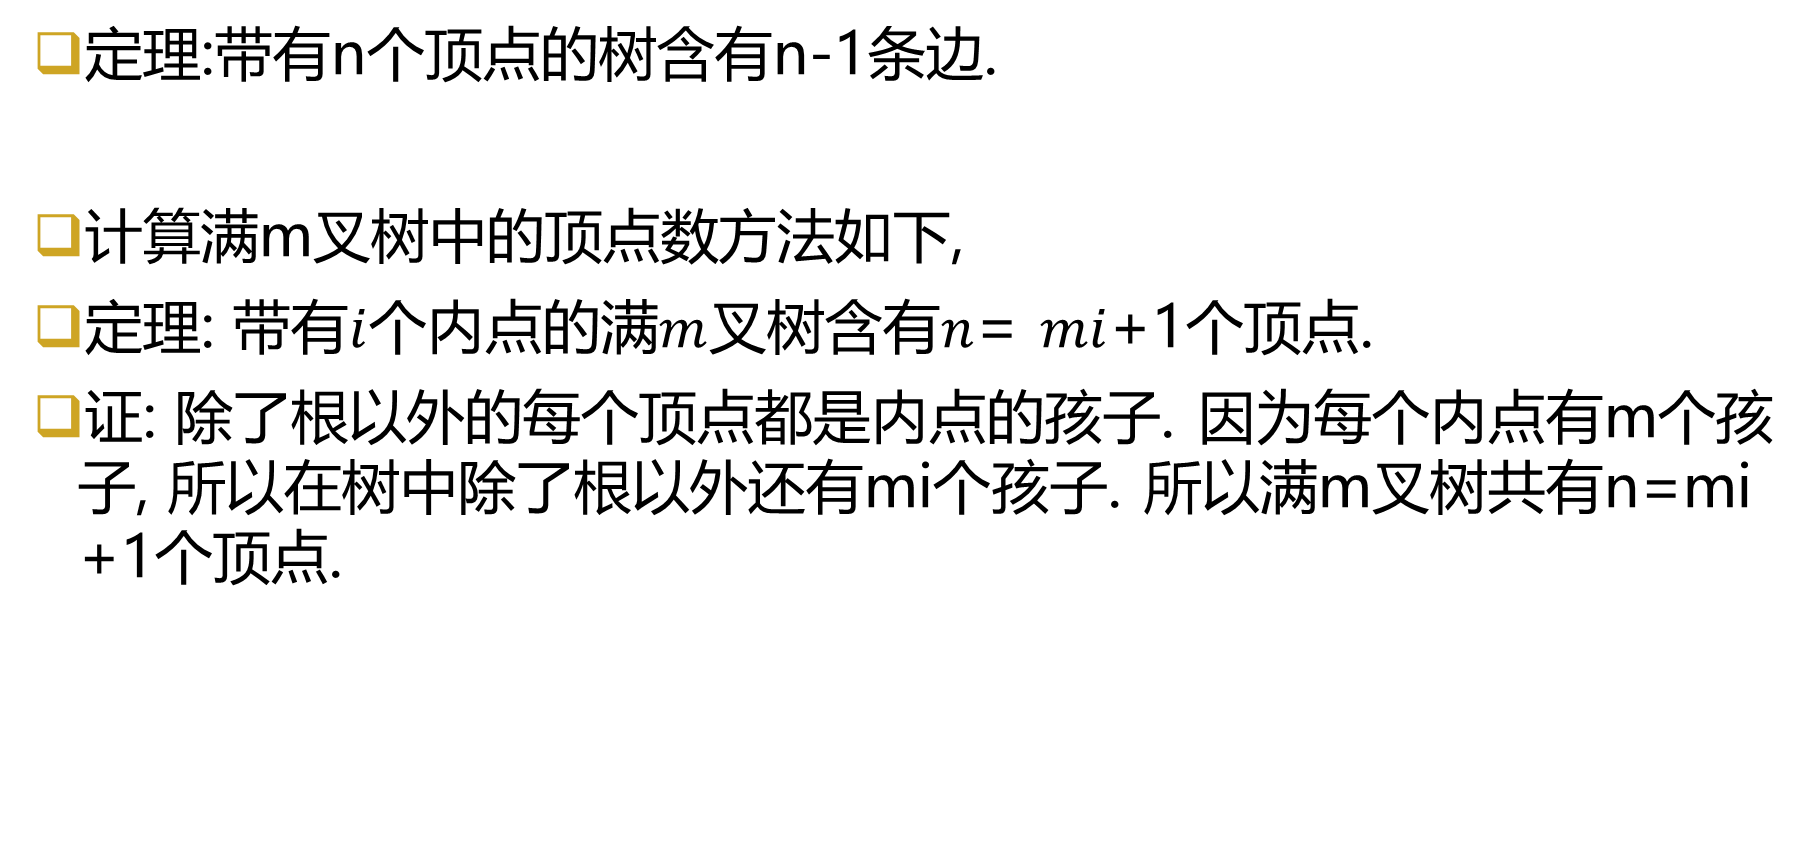 定理:带有n个顶点的树含有n-1条边.
计算满m叉树中的顶点数方法如下,
定理: 带有i个内点的满m叉树含有n= mi+1个顶点.
证: 除了根以外的每个顶点都是内点的孩子. 因为每个内点有m个孩
子, 所以在树中除了根以外还有mi个孩子. 所以满m叉树共有n=mi
+1个顶点.